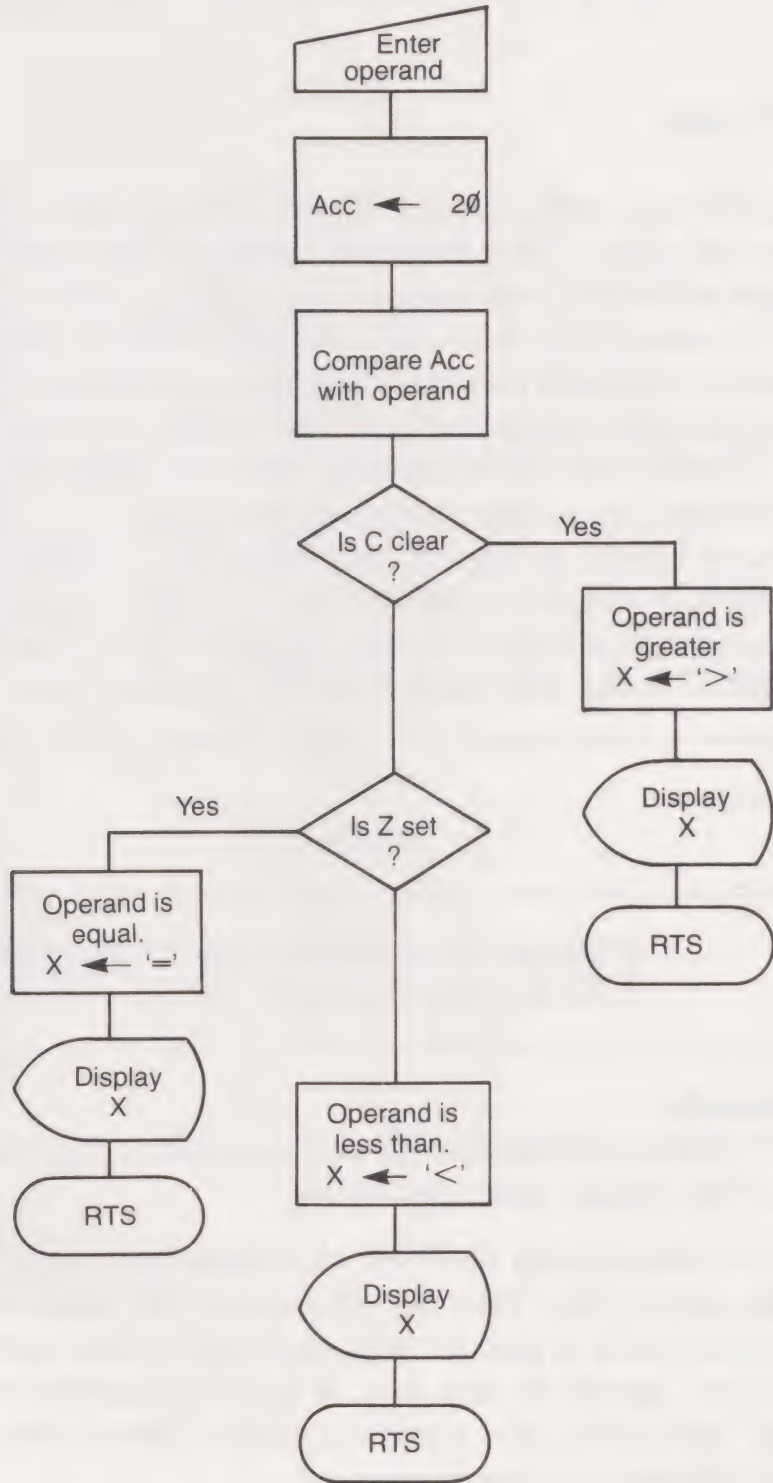 Enter
operand
Acc ← 2Ø
Compare Acc
with operand
Is C clear
?
Yes
Operand is
greater
X ← ‘>’
Display
X
RTS
Is Z set
?
Yes
Operand is
equal.
X ← ‘=’
Display
X
RTS
Operand is
less than.
X ← ‘<’
Display
X
RTS